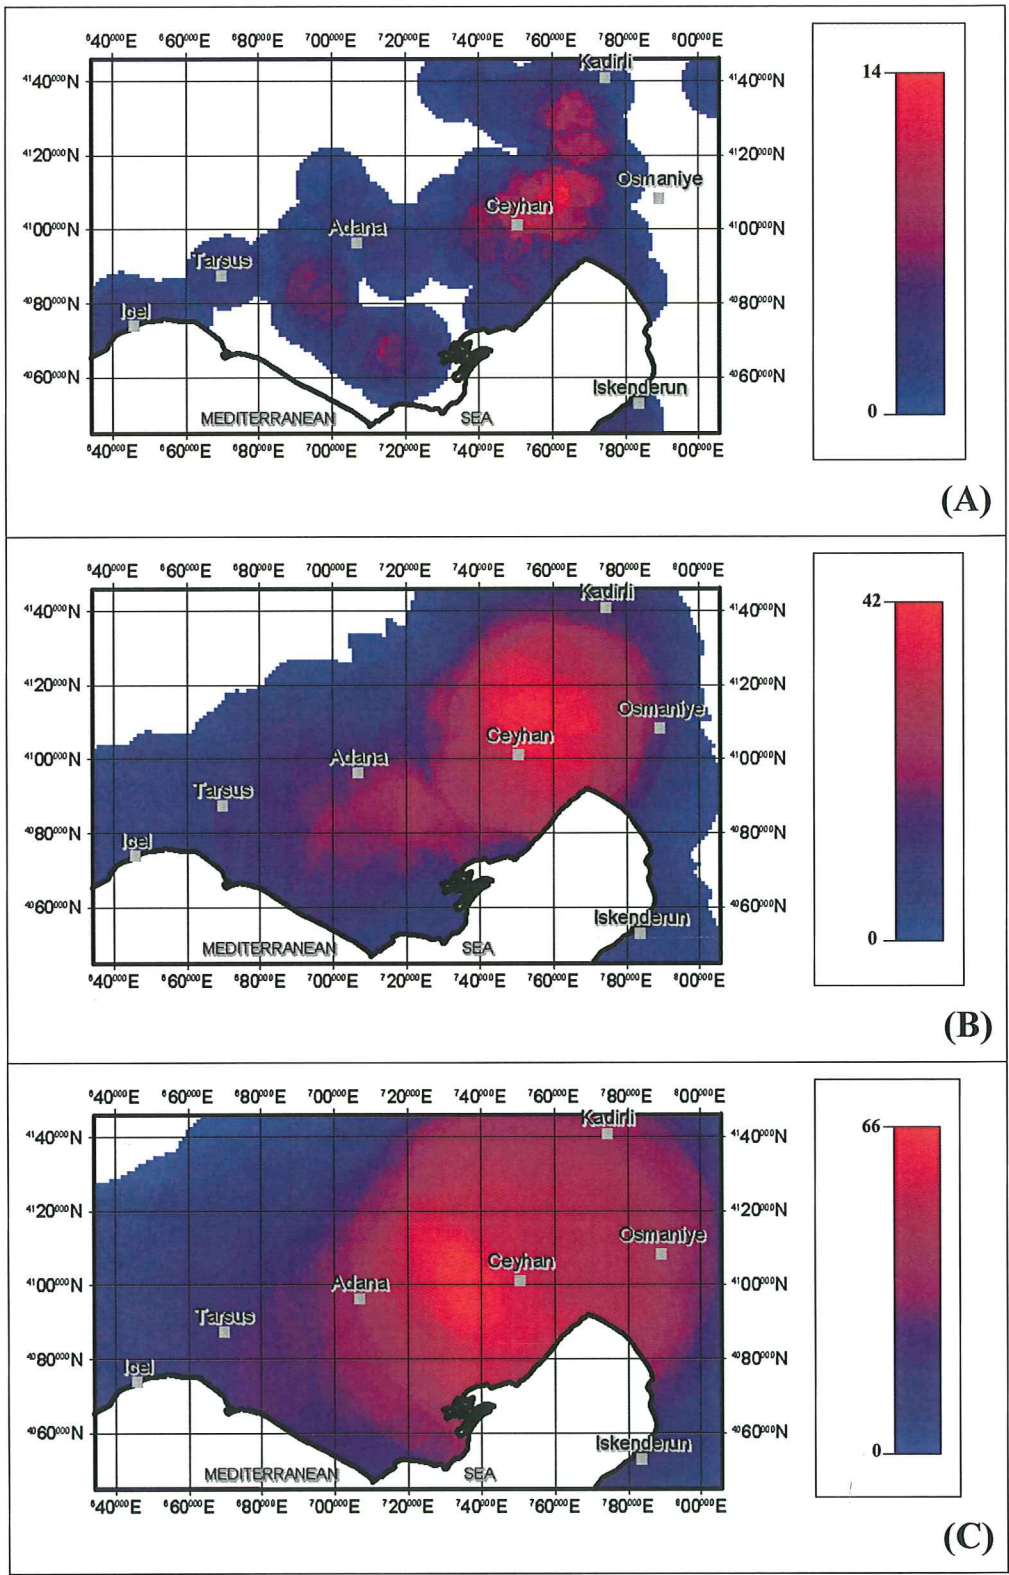 ⁶40⁰⁰⁰E ⁶60⁰⁰⁰E ⁶80⁰⁰⁰E ⁷00⁰⁰⁰E ⁷20⁰⁰⁰E ⁷40⁰⁰⁰E ⁷60⁰⁰⁰E ⁷80⁰⁰⁰E ⁸00⁰⁰⁰E
Kadirli
⁴¹40⁰⁰⁰N ⁴¹40⁰⁰⁰N 14
⁴¹20⁰⁰⁰N ⁴¹20⁰⁰⁰N
Osmaniye
Ceyhan
Adana
⁴¹00⁰⁰⁰N ⁴¹00⁰⁰⁰N
Tarsus
⁴⁰80⁰⁰⁰N ⁴⁰80⁰⁰⁰N
Icel
⁴⁰60⁰⁰⁰N ⁴⁰60⁰⁰⁰N
Iskenderun
MEDITERRANEAN SEA 0
⁶40⁰⁰⁰E ⁶60⁰⁰⁰E ⁶80⁰⁰⁰E ⁷00⁰⁰⁰E ⁷20⁰⁰⁰E ⁷40⁰⁰⁰E ⁷60⁰⁰⁰E ⁷80⁰⁰⁰E ⁸00⁰⁰⁰E
(A)
⁶40⁰⁰⁰E ⁶60⁰⁰⁰E ⁶80⁰⁰⁰E ⁷00⁰⁰⁰E ⁷20⁰⁰⁰E ⁷40⁰⁰⁰E ⁷60⁰⁰⁰E ⁷80⁰⁰⁰E ⁸00⁰⁰⁰E
Kadirli
⁴¹40⁰⁰⁰N ⁴¹40⁰⁰⁰N 42
⁴¹20⁰⁰⁰N ⁴¹20⁰⁰⁰N
Osmaniye
Ceyhan
Adana
⁴¹00⁰⁰⁰N ⁴¹00⁰⁰⁰N
Tarsus
⁴⁰80⁰⁰⁰N ⁴⁰80⁰⁰⁰N
Icel
⁴⁰60⁰⁰⁰N ⁴⁰60⁰⁰⁰N
Iskenderun
MEDITERRANEAN SEA 0
⁶40⁰⁰⁰E ⁶60⁰⁰⁰E ⁶80⁰⁰⁰E ⁷00⁰⁰⁰E ⁷20⁰⁰⁰E ⁷40⁰⁰⁰E ⁷60⁰⁰⁰E ⁷80⁰⁰⁰E ⁸00⁰⁰⁰E
(B)
⁶40⁰⁰⁰E ⁶60⁰⁰⁰E ⁶80⁰⁰⁰E ⁷00⁰⁰⁰E ⁷20⁰⁰⁰E ⁷40⁰⁰⁰E ⁷60⁰⁰⁰E ⁷80⁰⁰⁰E ⁸00⁰⁰⁰E
Kadirli
⁴¹40⁰⁰⁰N ⁴¹40⁰⁰⁰N 66
⁴¹20⁰⁰⁰N ⁴¹20⁰⁰⁰N
Osmaniye
Ceyhan
Adana
⁴¹00⁰⁰⁰N ⁴¹00⁰⁰⁰N
Tarsus
⁴⁰80⁰⁰⁰N ⁴⁰80⁰⁰⁰N
Icel
⁴⁰60⁰⁰⁰N ⁴⁰60⁰⁰⁰N
Iskenderun
MEDITERRANEAN SEA 0
⁶40⁰⁰⁰E ⁶60⁰⁰⁰E ⁶80⁰⁰⁰E ⁷00⁰⁰⁰E ⁷20⁰⁰⁰E ⁷40⁰⁰⁰E ⁷60⁰⁰⁰E ⁷80⁰⁰⁰E ⁸00⁰⁰⁰E
(C)